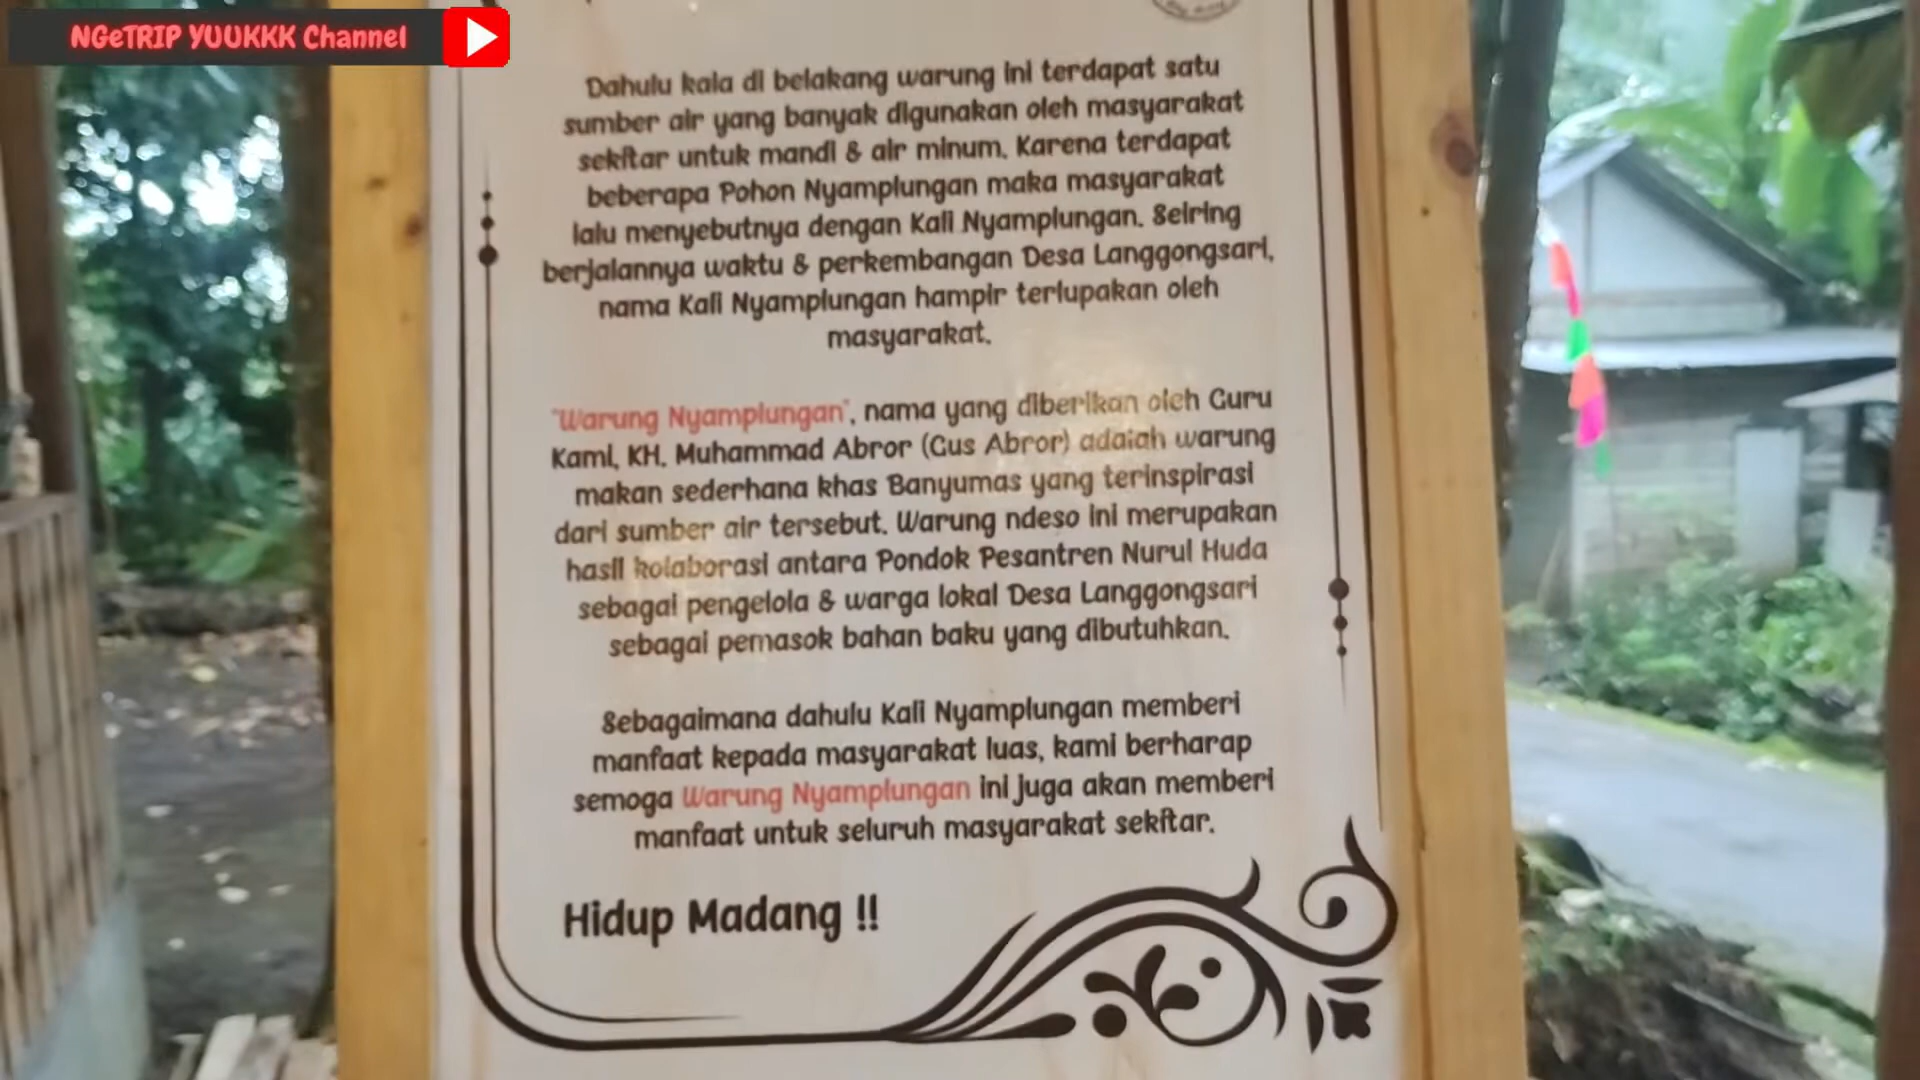 NGeTRIP YUUKKK Channel
Dahulu kala di belakang warung ini terdapat satu
sumber air yang banyak digunakan oleh masyarakat
sekitar untuk mandi & air minum. Karena terdapat
beberapa Pohon Nyamplungan maka masyarakat
lalu menyebutnya dengan Kali Nyamplungan. Seiring
berjalannya waktu & perkembangan Desa Langgongsari,
nama Kali Nyamplungan hampir terlupakan oleh
masyarakat.
"Warung Nyamplungan", nama yang diberikan oleh Guru
Kami, KH. Muhammad Abror (Gus Abror) adalah warung
makan sederhana khas Banyumas yang terinspirasi
dari sumber air tersebut. Warung ndeso ini merupakan
hasil kolaborasi antara Pondok Pesantren Nurul Huda
sebagai pengelola & warga lokal Desa Langgongsari
sebagai pemasok bahan baku yang dibutuhkan.
Sebagaimana dahulu Kali Nyamplungan memberi
manfaat kepada masyarakat luas, kami berharap
semoga Warung Nyamplungan ini juga akan memberi
manfaat untuk seluruh masyarakat sekitar.
Hidup Madang !!